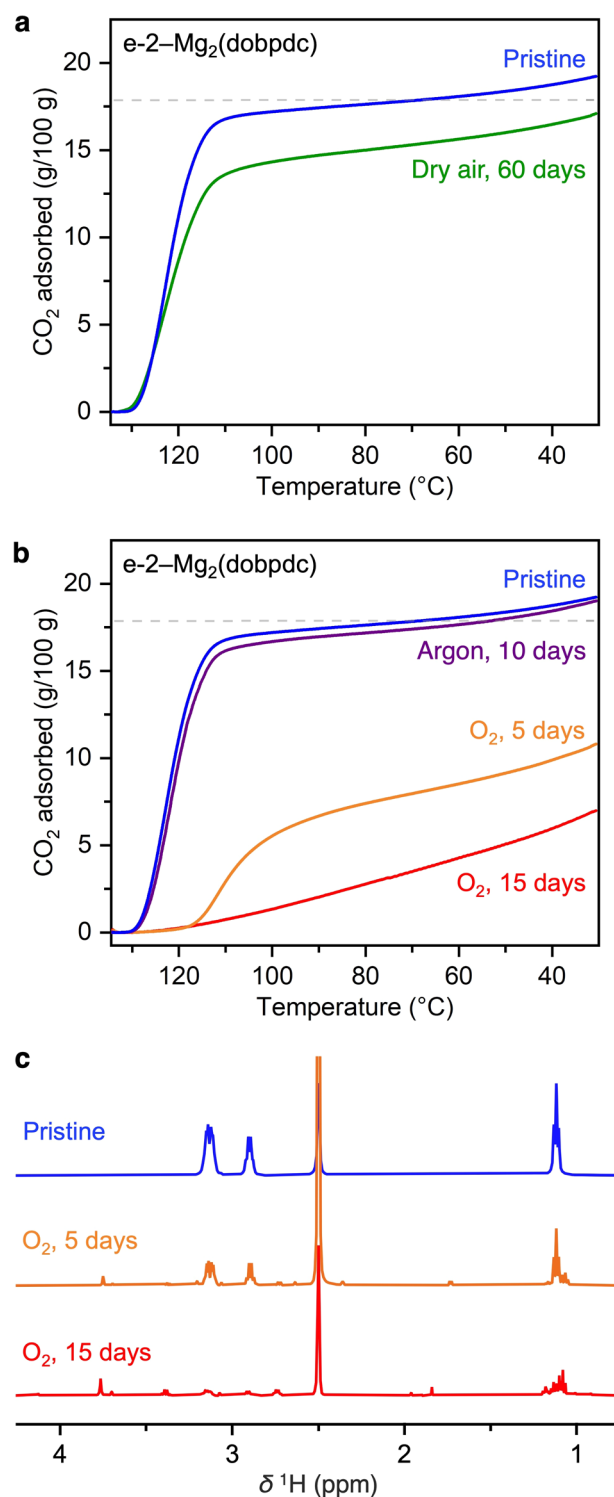 a
e-2–Mg₂(dobpdc)
Pristine
Dry air, 60 days
CO₂ adsorbed (g/100 g)
20
15
10
5
0
120 100 80 60 40
Temperature (°C)
b
e-2–Mg₂(dobpdc)
Pristine
Argon, 10 days
O₂, 5 days
O₂, 15 days
CO₂ adsorbed (g/100 g)
20
15
10
5
0
120 100 80 60 40
Temperature (°C)
c
Pristine
O₂, 5 days
O₂, 15 days
4 3 2 1
δ ¹H (ppm)